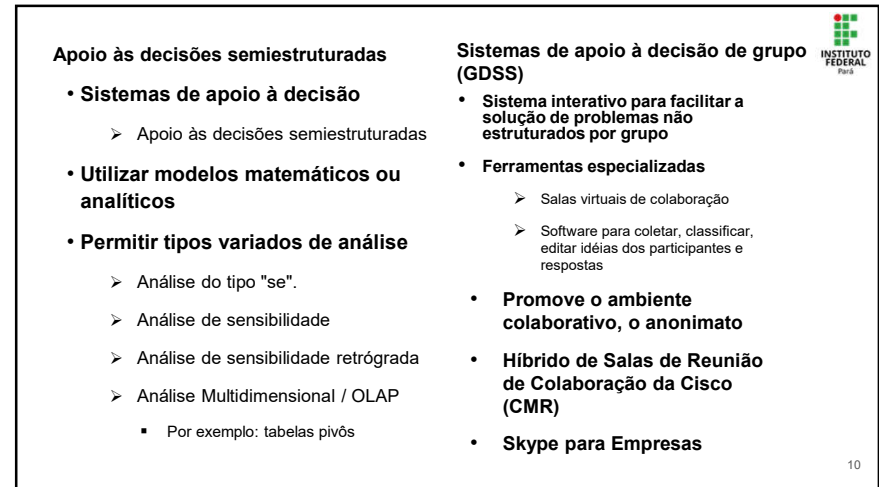 Apoio às decisões semiestruturadas
• Sistemas de apoio à decisão
➢ Apoio às decisões semiestruturadas
• Utilizar modelos matemáticos ou
analíticos
• Permitir tipos variados de análise
➢ Análise do tipo "se".
➢ Análise de sensibilidade
➢ Análise de sensibilidade retrógrada
➢ Análise Multidimensional / OLAP
▪ Por exemplo: tabelas pivôs
Sistemas de apoio à decisão de grupo
(GDSS)
• Sistema interativo para facilitar a
solução de problemas não
estruturados por grupo
• Ferramentas especializadas
➢ Salas virtuais de colaboração
➢ Software para coletar, classificar,
editar idéias dos participantes e
respostas
• Promove o ambiente
colaborativo, o anonimato
• Híbrido de Salas de Reunião
de Colaboração da Cisco
(CMR)
• Skype para Empresas
INSTITUTO
FEDERAL
Pará
10